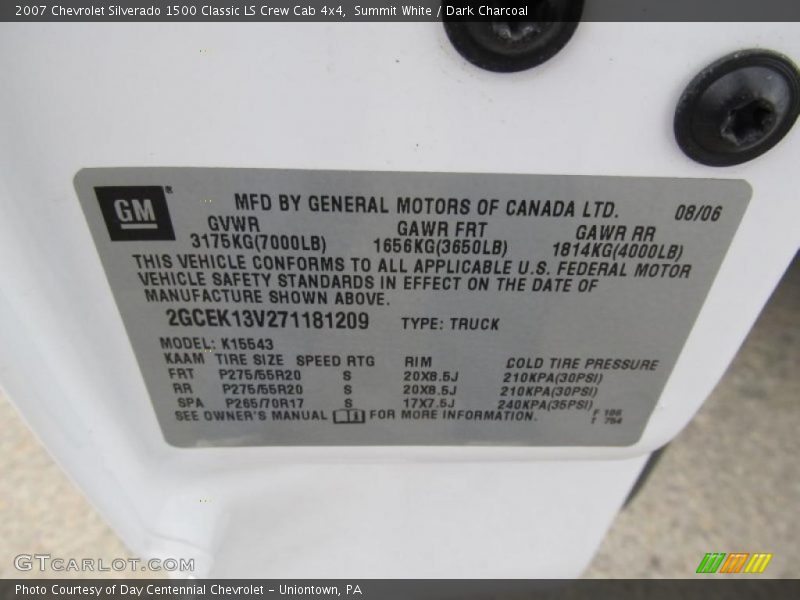 2007 Chevrolet Silverado 1500 Classic LS Crew Cab 4x4, Summit White / Dark Charcoal
GM®
MFD BY GENERAL MOTORS OF CANADA LTD. 08/06
GVWR GAWR FRT GAWR RR
3175KG(7000LB) 1656KG(3650LB) 1814KG(4000LB)
THIS VEHICLE CONFORMS TO ALL APPLICABLE U.S. FEDERAL MOTOR
VEHICLE SAFETY STANDARDS IN EFFECT ON THE DATE OF
MANUFACTURE SHOWN ABOVE.
2GCEK13V271181209 TYPE: TRUCK
MODEL: K15543
KAAM TIRE SIZE SPEED RTG RIM COLD TIRE PRESSURE
FRT P275/55R20 S 20X8.5J 210KPA(30PSI)
RR P275/55R20 S 20X8.5J 210KPA(30PSI)
SPA P265/70R17 S 17X7.5J 240KPA(35PSI)
SEE OWNER'S MANUAL FOR MORE INFORMATION.
F 106
T 754
GTCARLOT.COM
Photo Courtesy of Day Centennial Chevrolet - Uniontown, PA